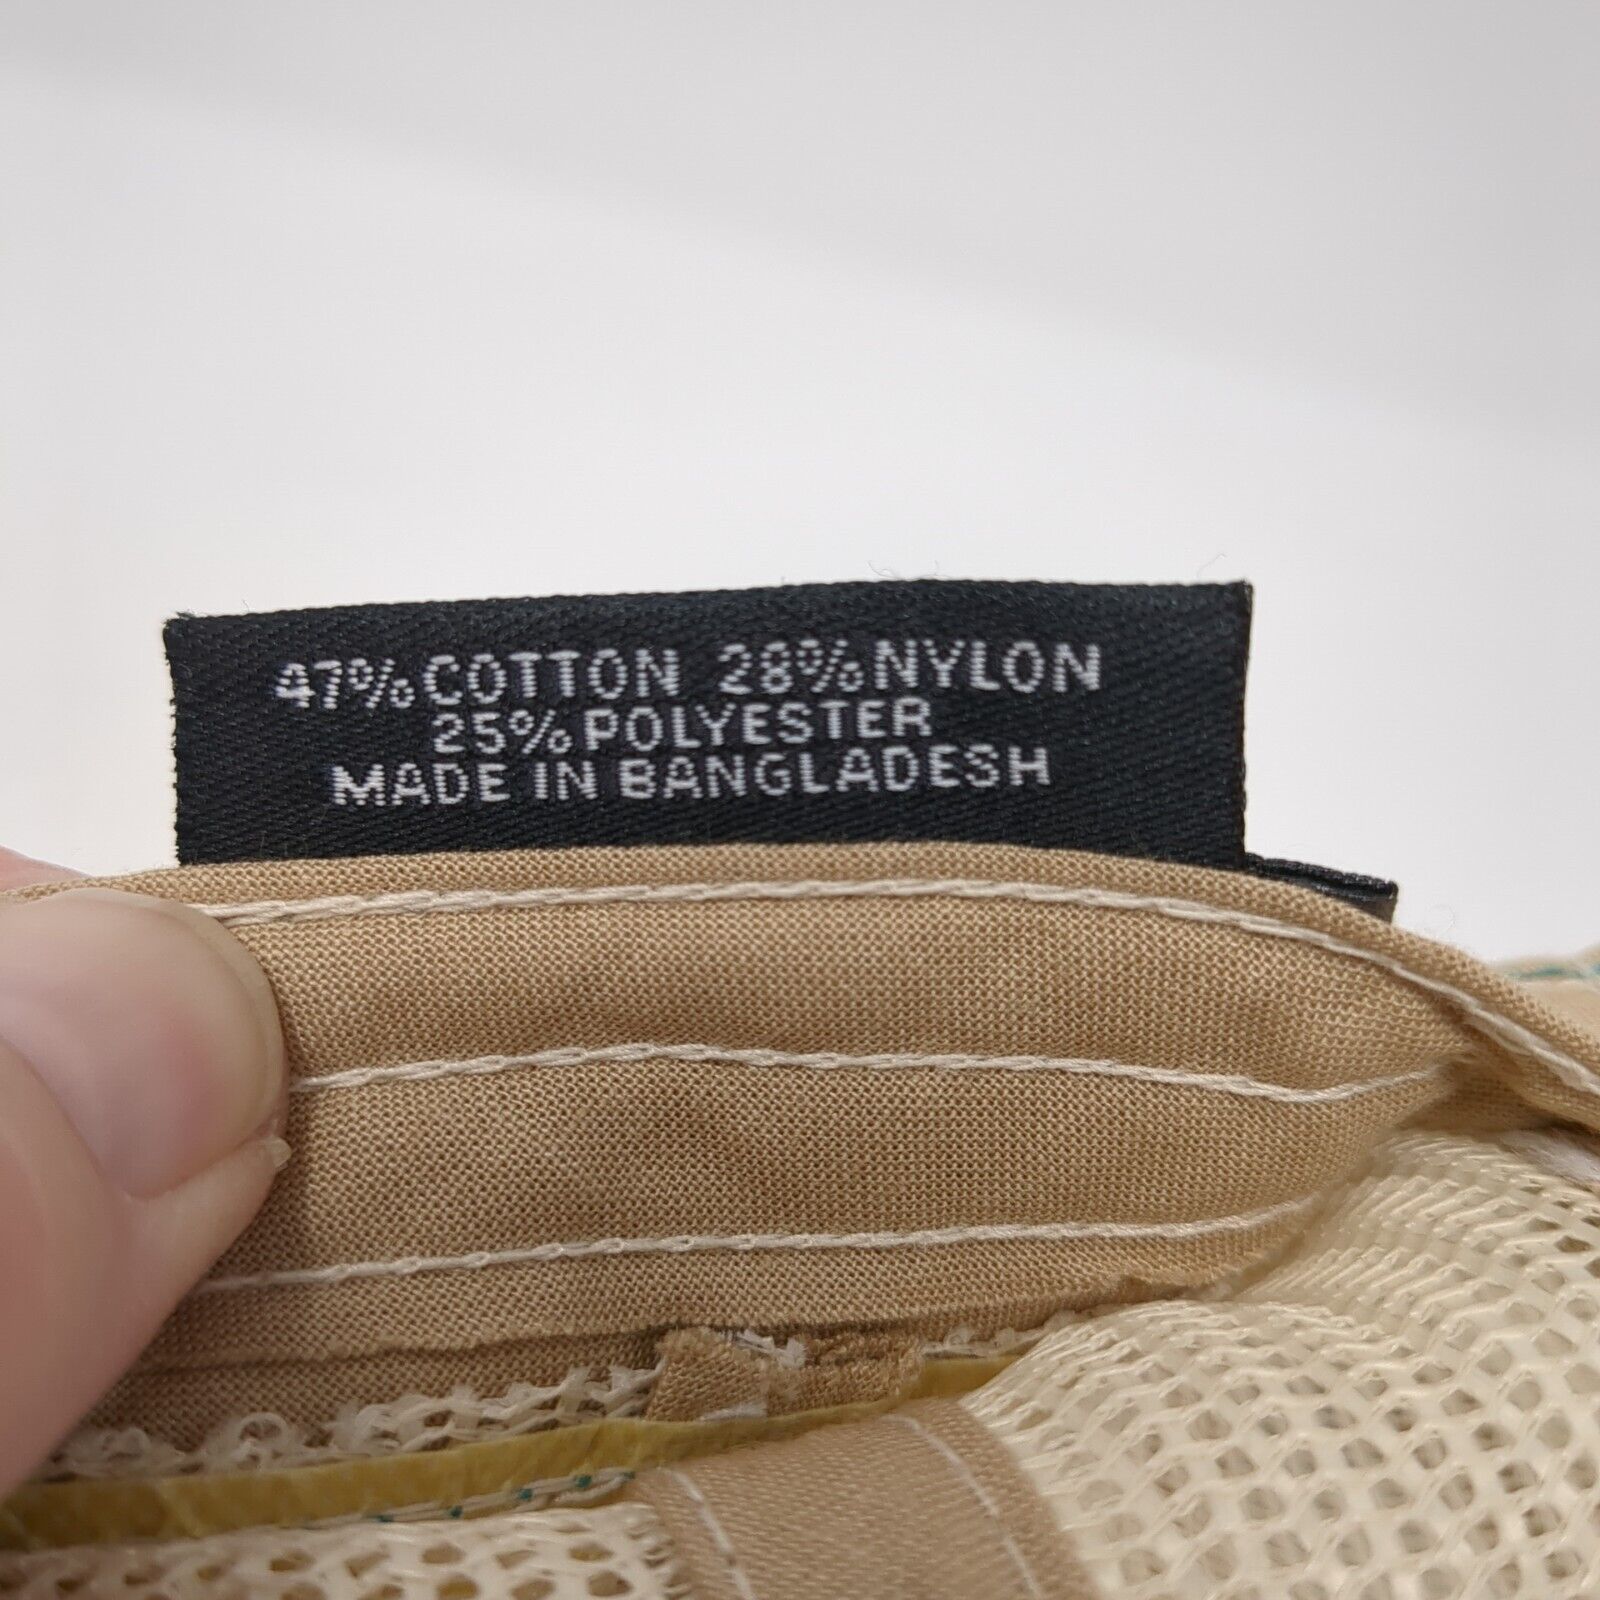 47% COTTON 28% NYLON
25% POLYESTER
MADE IN BANGLADESH